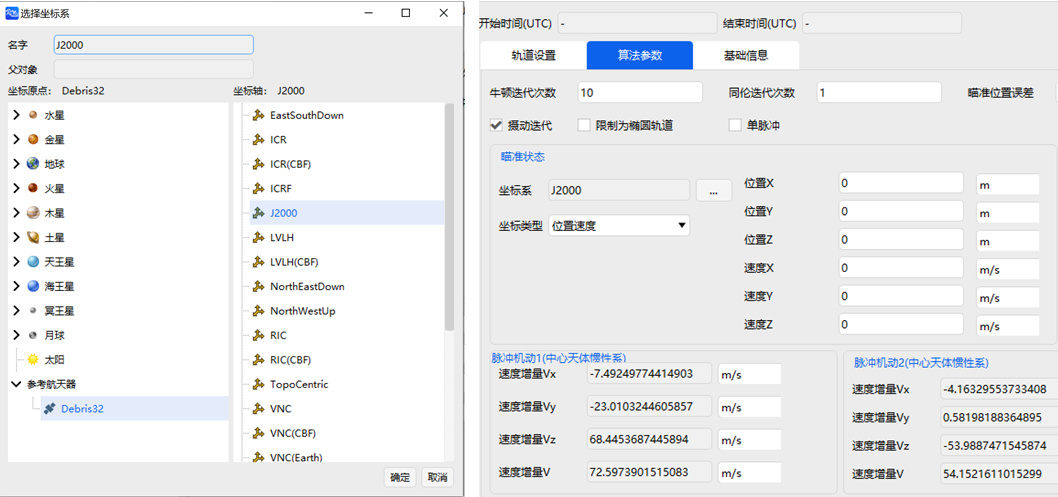 选择坐标系
名字
J2000
父对象
坐标原点: Debris32
坐标轴: J2000
水星
金星
地球
火星
木星
土星
天王星
海王星
冥王星
月球
太阳
参考航天器
Debris32
EastSouthDown
ICR
ICR(CBF)
ICRF
J2000
LVLH
LVLH(CBF)
NorthEastDown
NorthWestUp
RIC
RIC(CBF)
TopoCentric
VNC
VNC(CBF)
VNC(Earth)
确定 取消
开始时间(UTC) - 结束时间(UTC) -
轨道设置 算法参数 基础信息
牛顿迭代次数 10 同伦迭代次数 1 瞄准位置误差
摄动迭代 限制为椭圆轨道 单脉冲
瞄准状态
坐标系 J2000 ...
坐标类型 位置速度
位置X 0 m
位置Y 0 m
位置Z 0 m
速度X 0 m/s
速度Y 0 m/s
速度Z 0 m/s
脉冲机动1(中心天体惯性系)
速度增量Vx -7.49249774414903 m/s
速度增量Vy -23.0103244605857 m/s
速度增量Vz 68.4453687445894 m/s
速度增量V 72.5973901515083 m/s
脉冲机动2(中心天体惯性系)
速度增量Vx -4.16329553733408
速度增量Vy 0.58198188364895
速度增量Vz -53.9887471545874
速度增量V 54.1521611015299